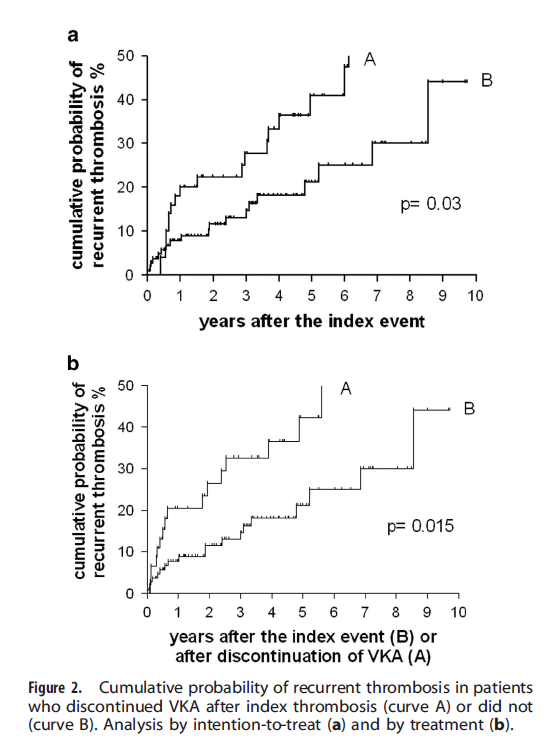 a
cumulative probability of
recurrent thrombosis %
50
40
30
20
10
0
A
B
p= 0.03
0 1 2 3 4 5 6 7 8 9 10
years after the index event
b
cumulative probability of
recurrent thrombosis %
50
40
30
20
10
0
A
B
p= 0.015
0 1 2 3 4 5 6 7 8 9 10
years after the index event (B) or
after discontinuation of VKA (A)
Figure 2. Cumulative probability of recurrent thrombosis in patients
who discontinued VKA after index thrombosis (curve A) or did not
(curve B). Analysis by intention-to-treat (a) and by treatment (b).